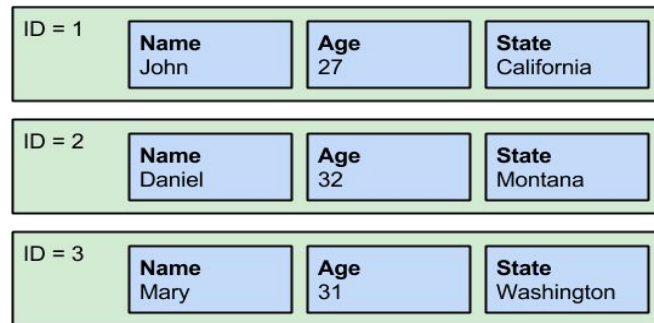 ID = 1
Name Age State
John 27 California
ID = 2
Name Age State
Daniel 32 Montana
ID = 3
Name Age State
Mary 31 Washington